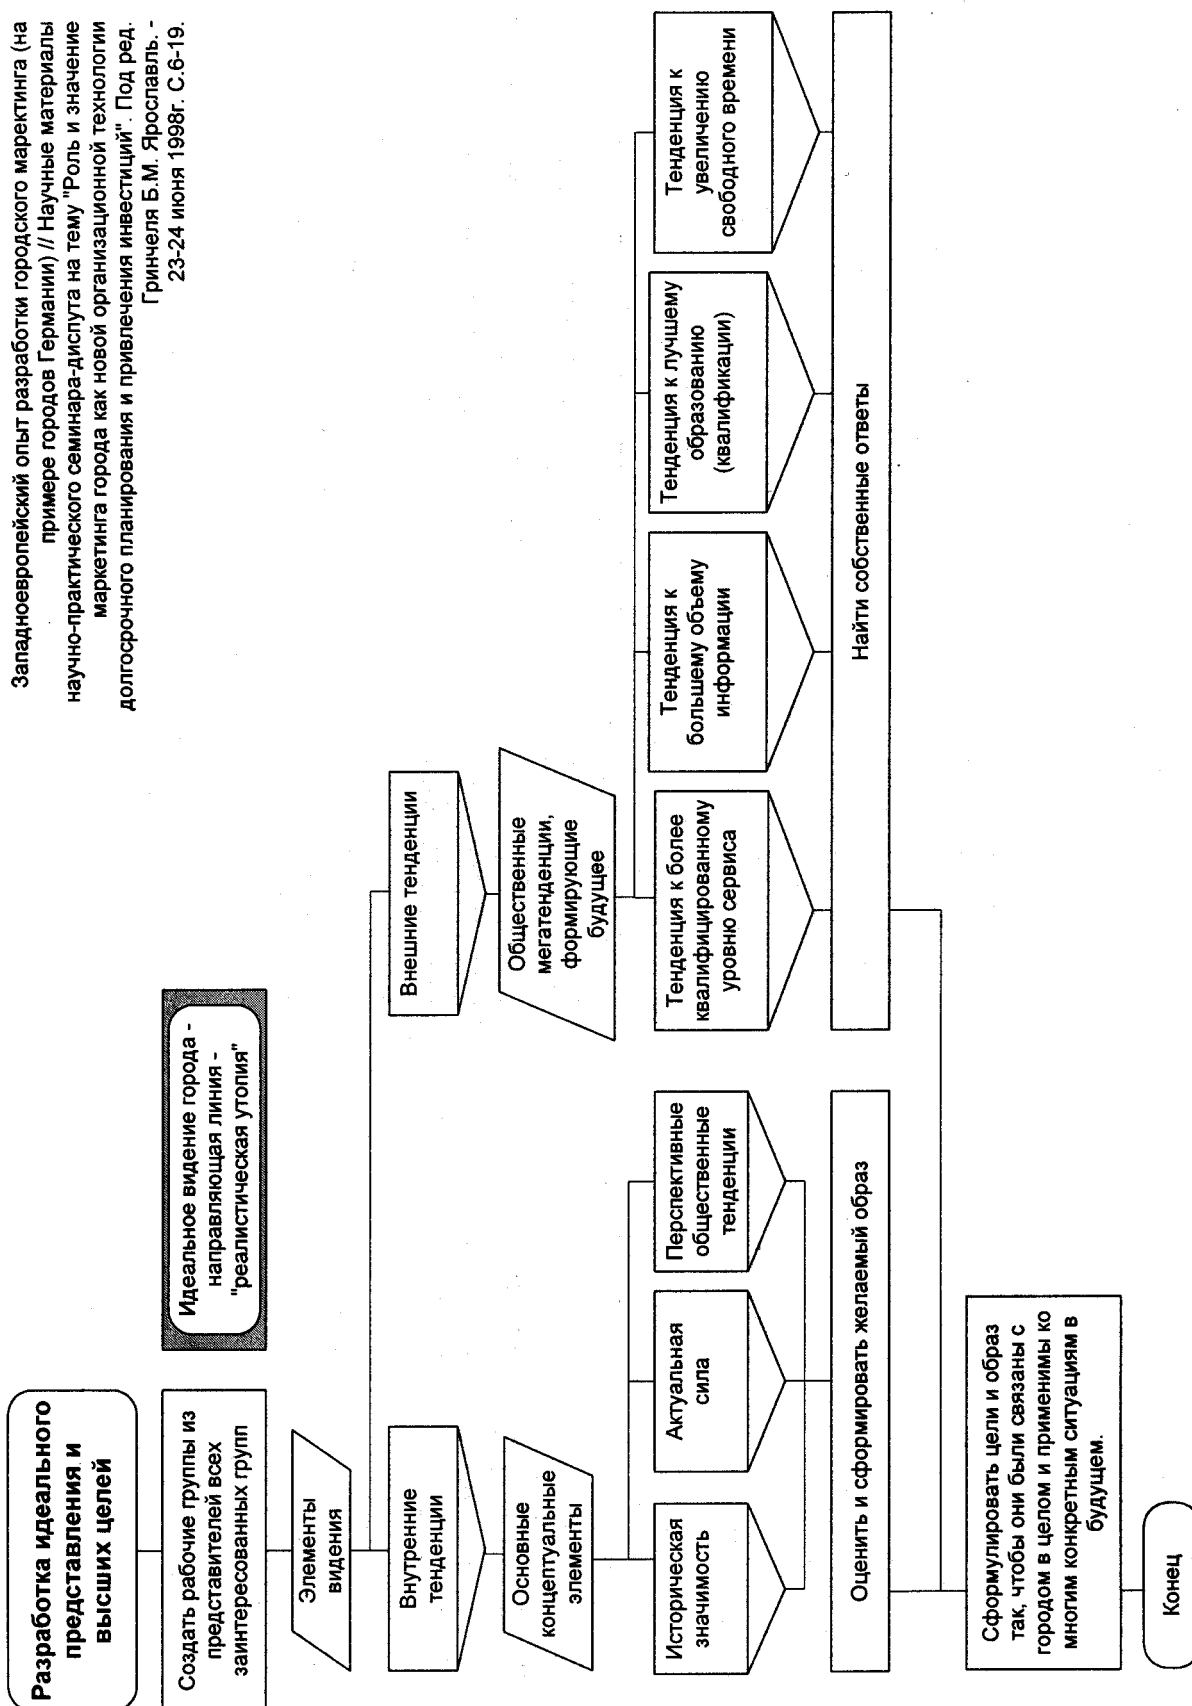 Западноевропейский опыт разработки городского маректинга (на
примере городов Германии) // Научные материалы
научно-практического семинара-диспута на тему "Роль и значение
маркетинга города как новой организационной технологии
долгосрочного планирования и привлечения инвестиций". Под ред.
Гринчеля Б.М. Ярославль. -
23-24 июня 1998г. С.6-19.
Разработка идеального
представления и
высших целей
Идеальное видение города -
направляющая линия -
"реалистическая утопия"
Создать рабочие группы из
представителей всех
заинтересованных групп
Элементы
видения
Внутренние
тенденции
Внешние тенденции
Основные
концептуальные
элементы
Общественные
мегатенденции,
формирующие
будущее
Историческая
значимость
Актуальная
сила
Перспективные
общественные
тенденции
Тенденция к более
квалифицированному
уровню сервиса
Тенденция к
большему объему
информации
Тенденция к лучшему
образованию
(квалификации)
Тенденция к
увеличению
свободного времени
Оценить и сформировать желаемый образ
Найти собственные ответы
Сформулировать цели и образ
так, чтобы они были связаны с
городом в целом и применимы ко
многим конкретным ситуациям в
будущем.
Конец